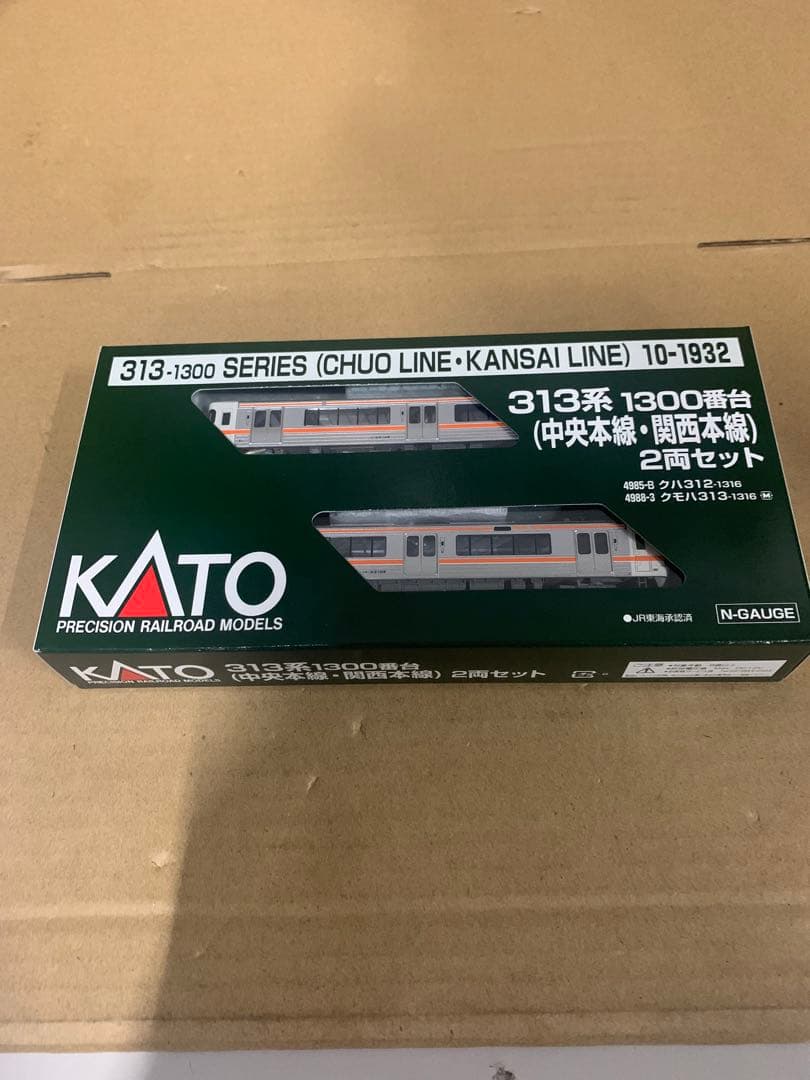 313-1300 SERIES (CHUO LINE・KANSAI LINE) 10-1932
313系 1300番台
(中央本線・関西本線)
2両セット
4985-B クハ312-1316
4988-3 クモハ313-1316 M
KATO
PRECISION RAILROAD MODELS
●JR東海承認済
N-GAUGE
KATO
PRECISION RAILROAD MODELS
313系1300番台
(中央本線・関西本線) 2両セット